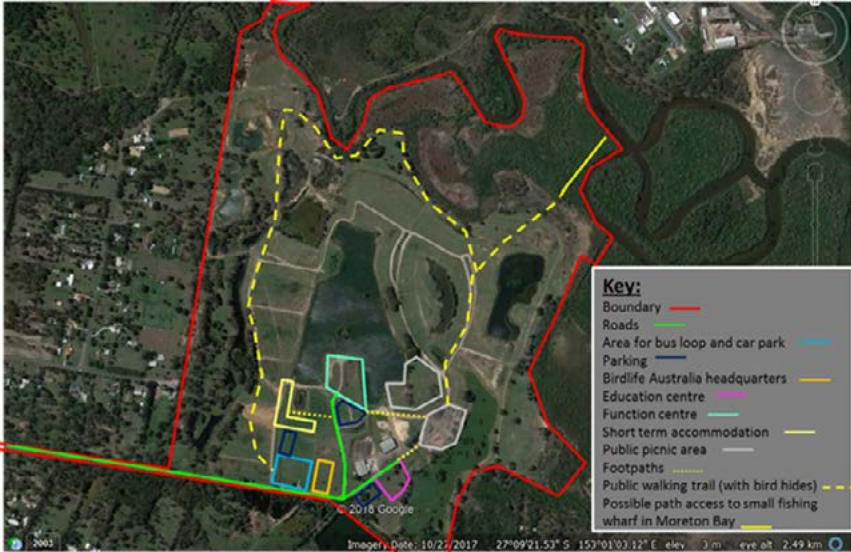 Key:
Boundary
Roads
Area for bus loop and car park
Parking
Birdlife Australia headquarters
Education centre
Function centre
Short term accommodation
Public picnic area
Footpaths
Public walking trail (with bird hides)
Possible path access to small fishing
wharf in Moreton Bay
© 2018 Google
2003
Imagery Date: 10/27/2017 27°09'21.53" S 153°01'03.12" E elev 3 m eye alt 2.49 km